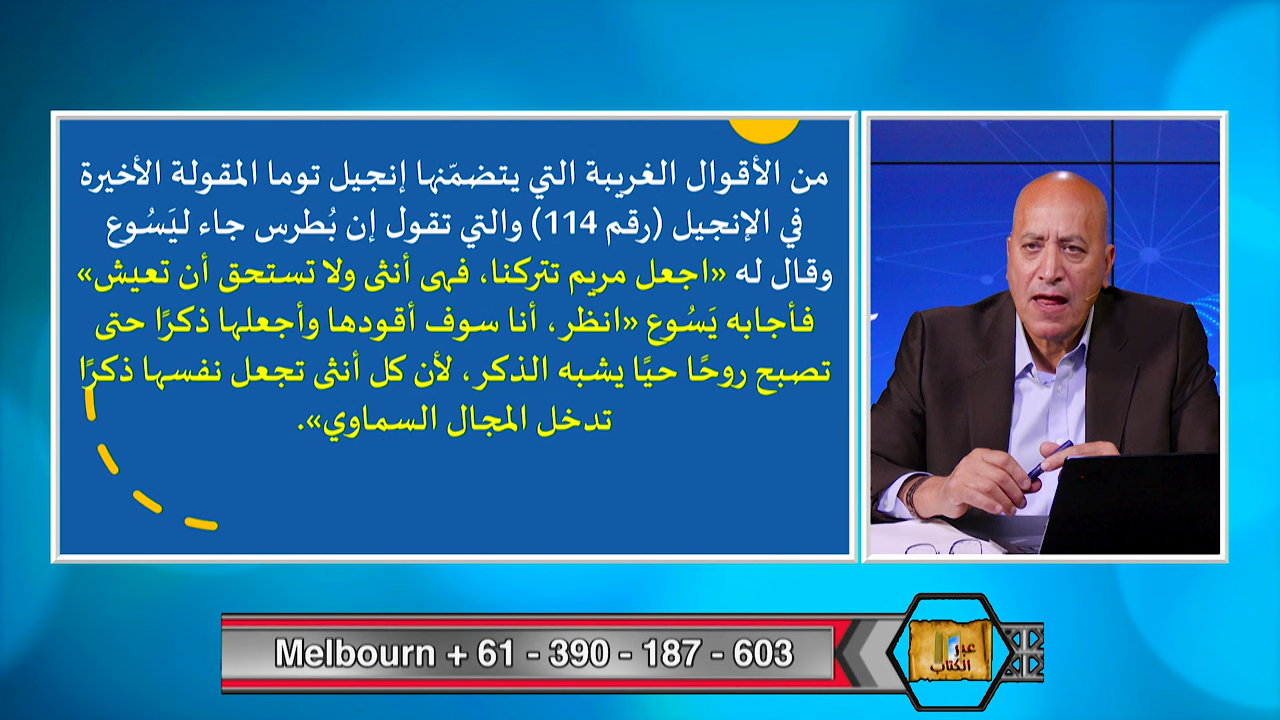 من الأقوال الغريبة التي يتضمّنها إنجيل توما المقولة الأخيرة
في الإنجيل (رقم 114) والتي تقول إن بُطرس جاء ليَسُوع
وقال له «اجعل مريم تتركنا، فهى أنثى ولا تستحق أن تعيش»
فأجابه يَسُوع «انظر، أنا سوف أقودها وأجعلها ذكرًا حتى
تصبح روحًا حيًا يشبه الذكر، لأن كل أنثى تجعل نفسها ذكرًا
تدخل المجال السماوي».
Melbourn + 61 - 390 - 187 - 603
عبر
الكتاب